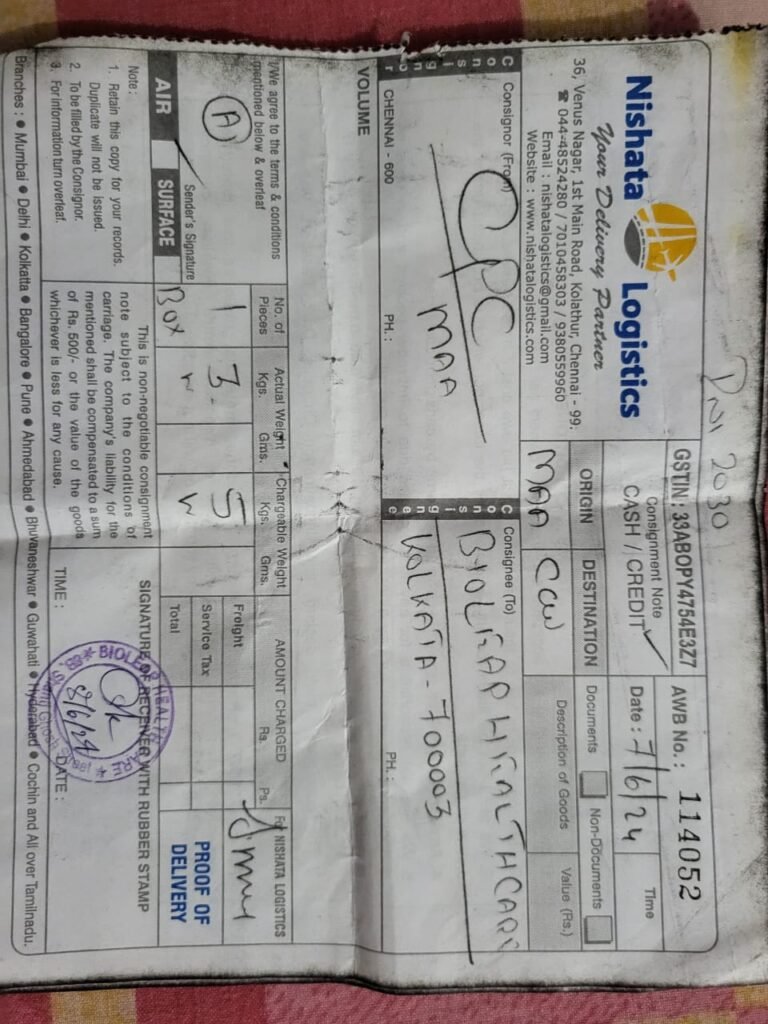 DNI 2030
Nishata Logistics
Your Delivery Partner
36, Venus Nagar, 1st Main Road, Kolathur, Chennai - 99.
☎ 044-48524280 / 7010458303 / 9380559960
Email : nishatalogistics@gmail.com
Website : www.nishatalogistics.com
GSTIN : 33ABOPY4754E3Z7
Consignment Note
CASH / CREDIT ✓
AWB No. : 114052
Date : 7/6/24
Time
ORIGIN DESTINATION
MAA CCU
Documents Non-Documents
Description of Goods Value (Rs.)
Consignor
Consignor (From)
CPC
MAA
CHENNAI - 600 PH. :
Consignee
Consignee (To)
BIOLEAP HEALTHCARE
KOLKATA - 700003
PH. :
VOLUME
I/We agree to the terms & conditions
mentioned below & overleaf
A
Sender's Signature
AIR SURFACE
No. of Pieces
Actual Weight
Kgs. Gms.
Chargeable Weight
Kgs. Gms.
1 3 5
Box
AMOUNT CHARGED
Rs. Ps.
Freight
Service Tax
Total
For NISHATA LOGISTICS
PROOF OF
DELIVERY
Note :
1. Retain this copy for your records.
Duplicate will not be issued.
2. To be filled by the Consignor.
3. For information turn overleaf.
This is non-negotiable consignment
note subject to the conditions of
carriage. The company's liability for the
mentioned shall be compensated to a sum
of Rs. 500/- or the value of the goods
whichever is less for any cause.
SIGNATURE OF RECEIVER WITH RUBBER STAMP
TIME : DATE :
8/6/24
Branches : ● Mumbai ● Delhi ● Kolkatta ● Bangalore ● Pune ● Ahmedabad ● Bhuvaneshwar ● Guwahati ● Hyderabad ● Cochin and All over Tamilnadu.